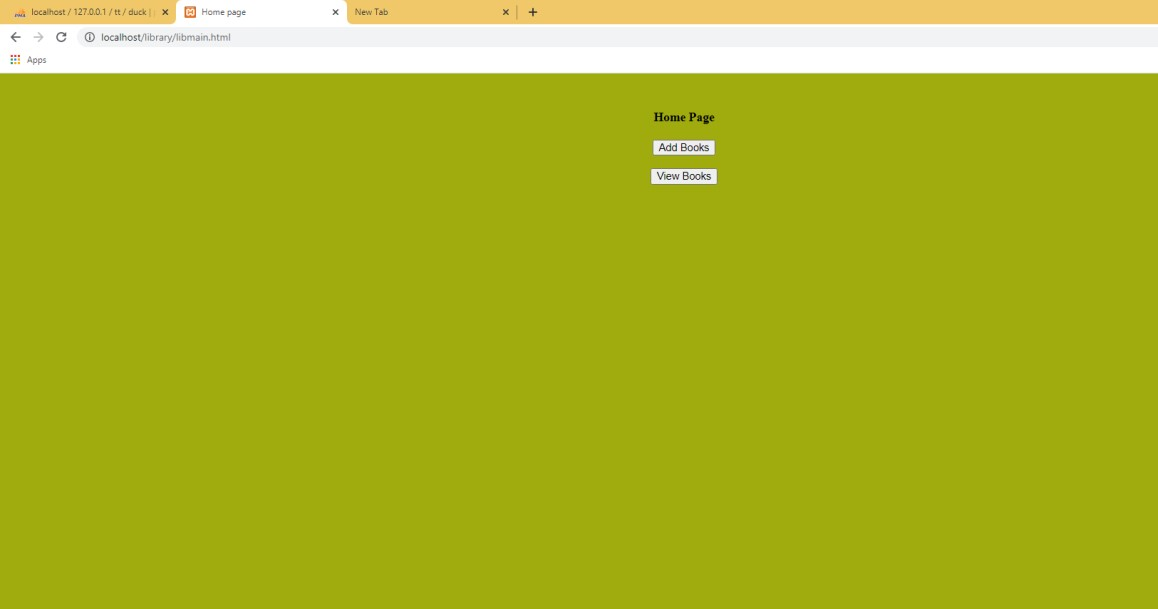 localhost / 127.0.0.1 / tt / duck |
Home page
New Tab
localhost/library/libmain.html
Apps
Home Page
Add Books
View Books